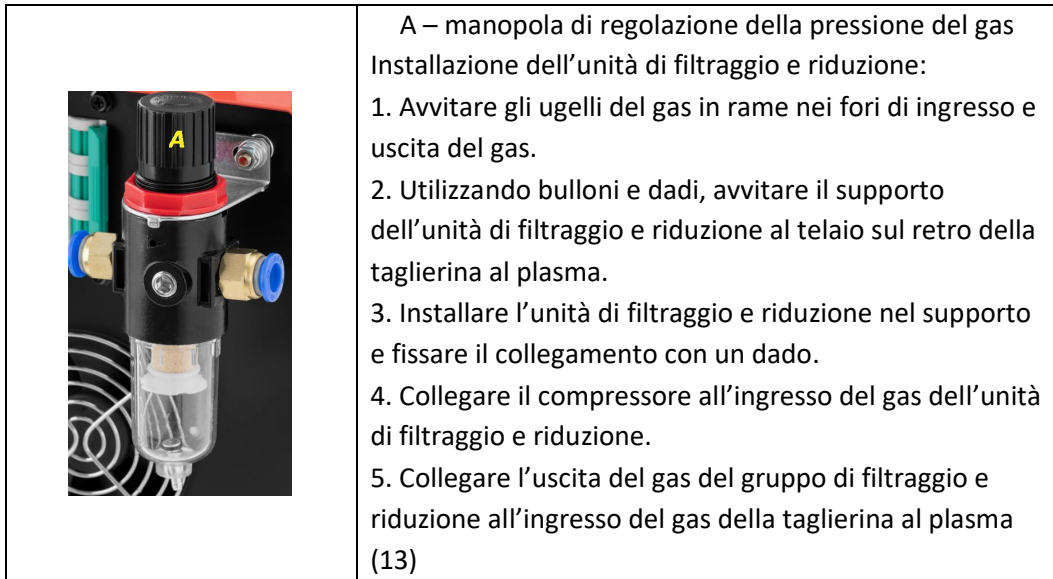 A
A – manopola di regolazione della pressione del gas
Installazione dell’unità di filtraggio e riduzione:
1. Avvitare gli ugelli del gas in rame nei fori di ingresso e
uscita del gas.
2. Utilizzando bulloni e dadi, avvitare il supporto
dell’unità di filtraggio e riduzione al telaio sul retro della
taglierina al plasma.
3. Installare l’unità di filtraggio e riduzione nel supporto
e fissare il collegamento con un dado.
4. Collegare il compressore all’ingresso del gas dell’unità
di filtraggio e riduzione.
5. Collegare l’uscita del gas del gruppo di filtraggio e
riduzione all’ingresso del gas della taglierina al plasma
(13)